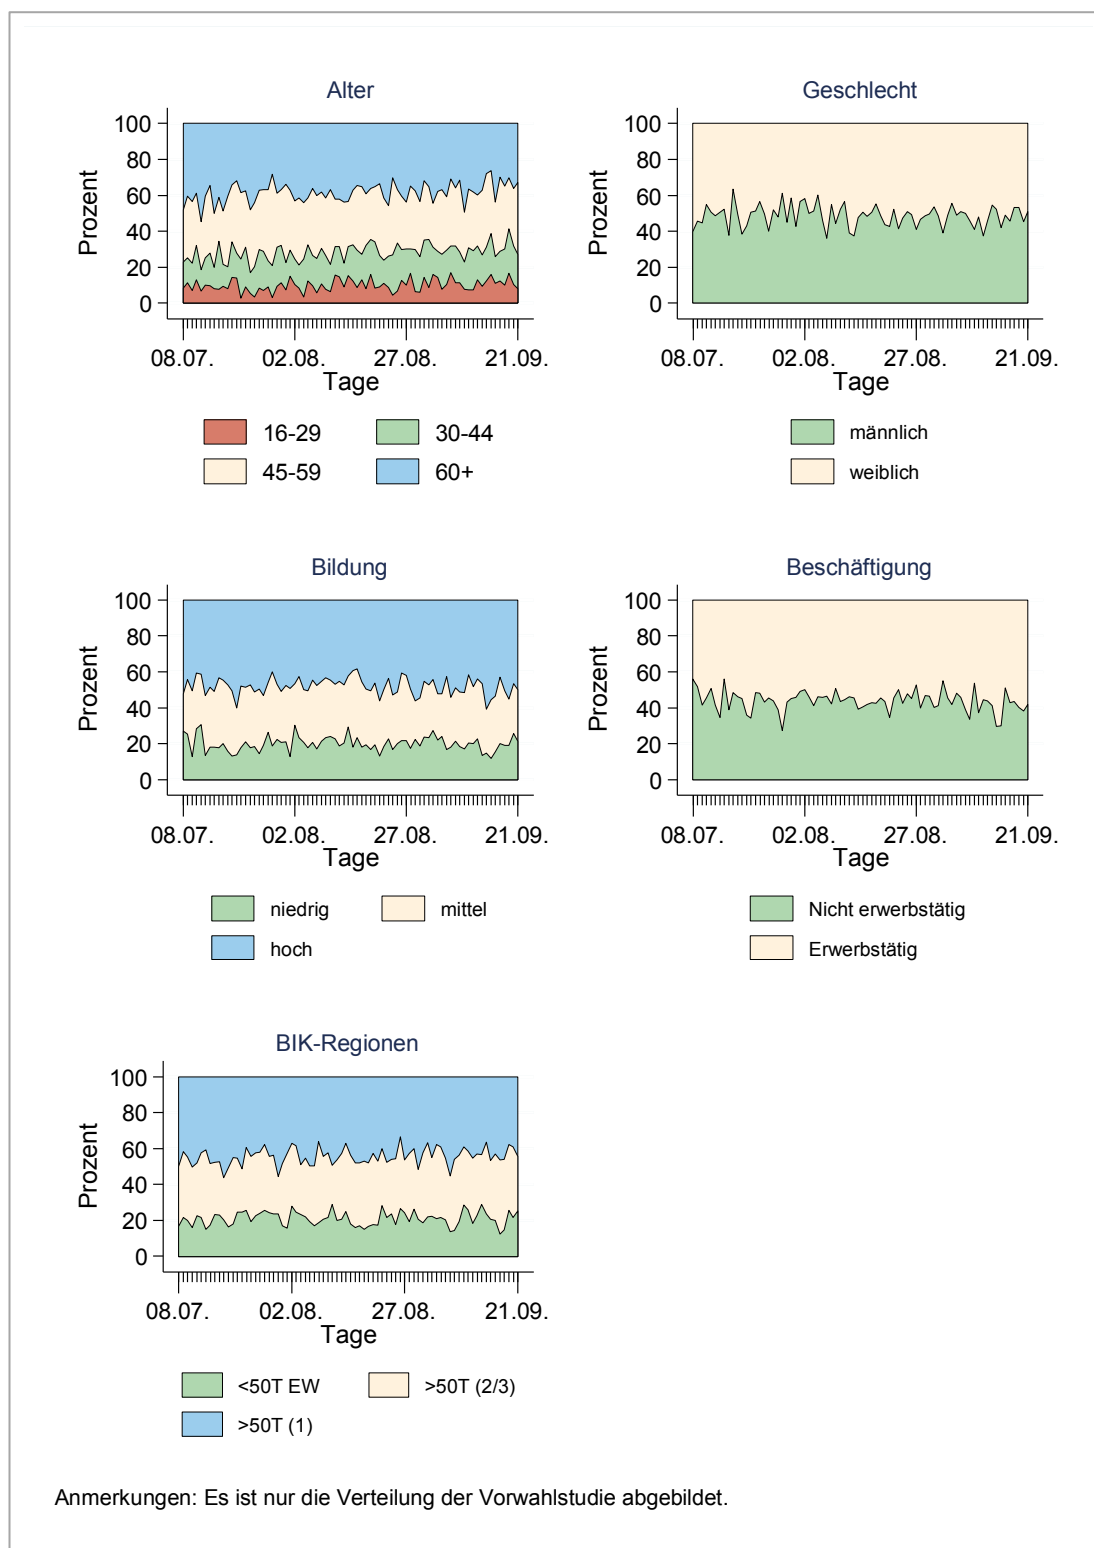 Alter
Prozent
100
80
60
40
20
0
08.07. 02.08. 27.08. 21.09.
Tage
16-29 30-44
45-59 60+
Geschlecht
Prozent
100
80
60
40
20
0
08.07. 02.08. 27.08. 21.09.
Tage
männlich
weiblich
Bildung
Prozent
100
80
60
40
20
0
08.07. 02.08. 27.08. 21.09.
Tage
niedrig mittel
hoch
Beschäftigung
Prozent
100
80
60
40
20
0
08.07. 02.08. 27.08. 21.09.
Tage
Nicht erwerbstätig
Erwerbstätig
BIK-Regionen
Prozent
100
80
60
40
20
0
08.07. 02.08. 27.08. 21.09.
Tage
<50T EW >50T (2/3)
>50T (1)
Anmerkungen: Es ist nur die Verteilung der Vorwahlstudie abgebildet.